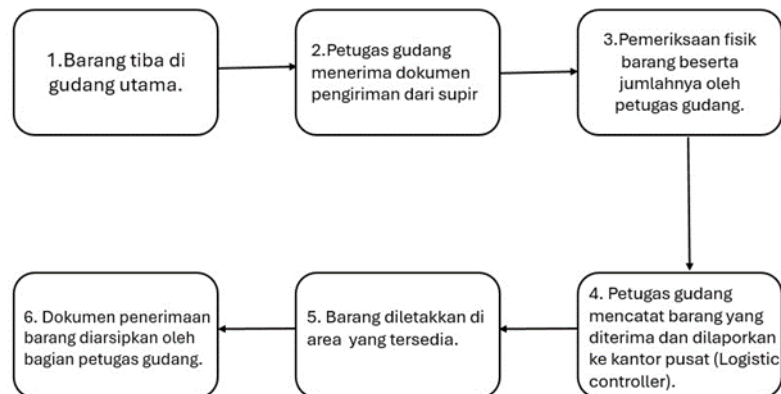 1.Barang tiba di
gudang utama.
2.Petugas gudang
menerima dokumen
pengiriman dari supir
3.Pemeriksaan fisik
barang beserta
jumlahnya oleh
petugas gudang.
4. Petugas gudang
mencatat barang yang
diterima dan dilaporkan
ke kantor pusat (Logistic
controller).
5. Barang diletakkan di
area yang tersedia.
6. Dokumen penerimaan
barang diarsipkan oleh
bagian petugas gudang.